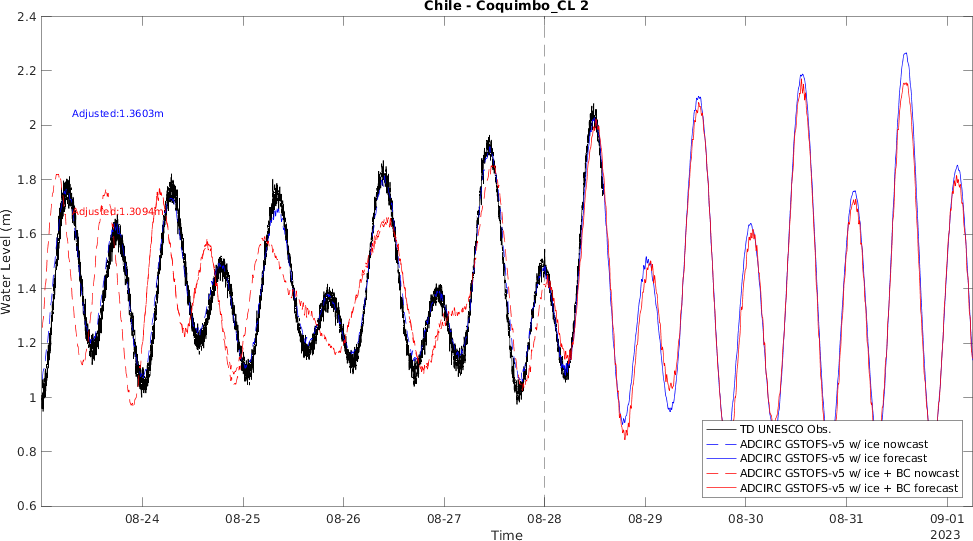 Chile - Coquimbo_CL 2
2.4
2.2
2
1.8
1.6
1.4
1.2
1
0.8
0.6
Water Level (m)
Adjusted:1.3603m
Adjusted:1.3094m
TD UNESCO Obs.
ADCIRC GSTOFS-v5 w/ ice nowcast
ADCIRC GSTOFS-v5 w/ ice forecast
ADCIRC GSTOFS-v5 w/ ice + BC nowcast
ADCIRC GSTOFS-v5 w/ ice + BC forecast
08-24 08-25 08-26 08-27 08-28 08-29 08-30 08-31 09-01
2023
Time